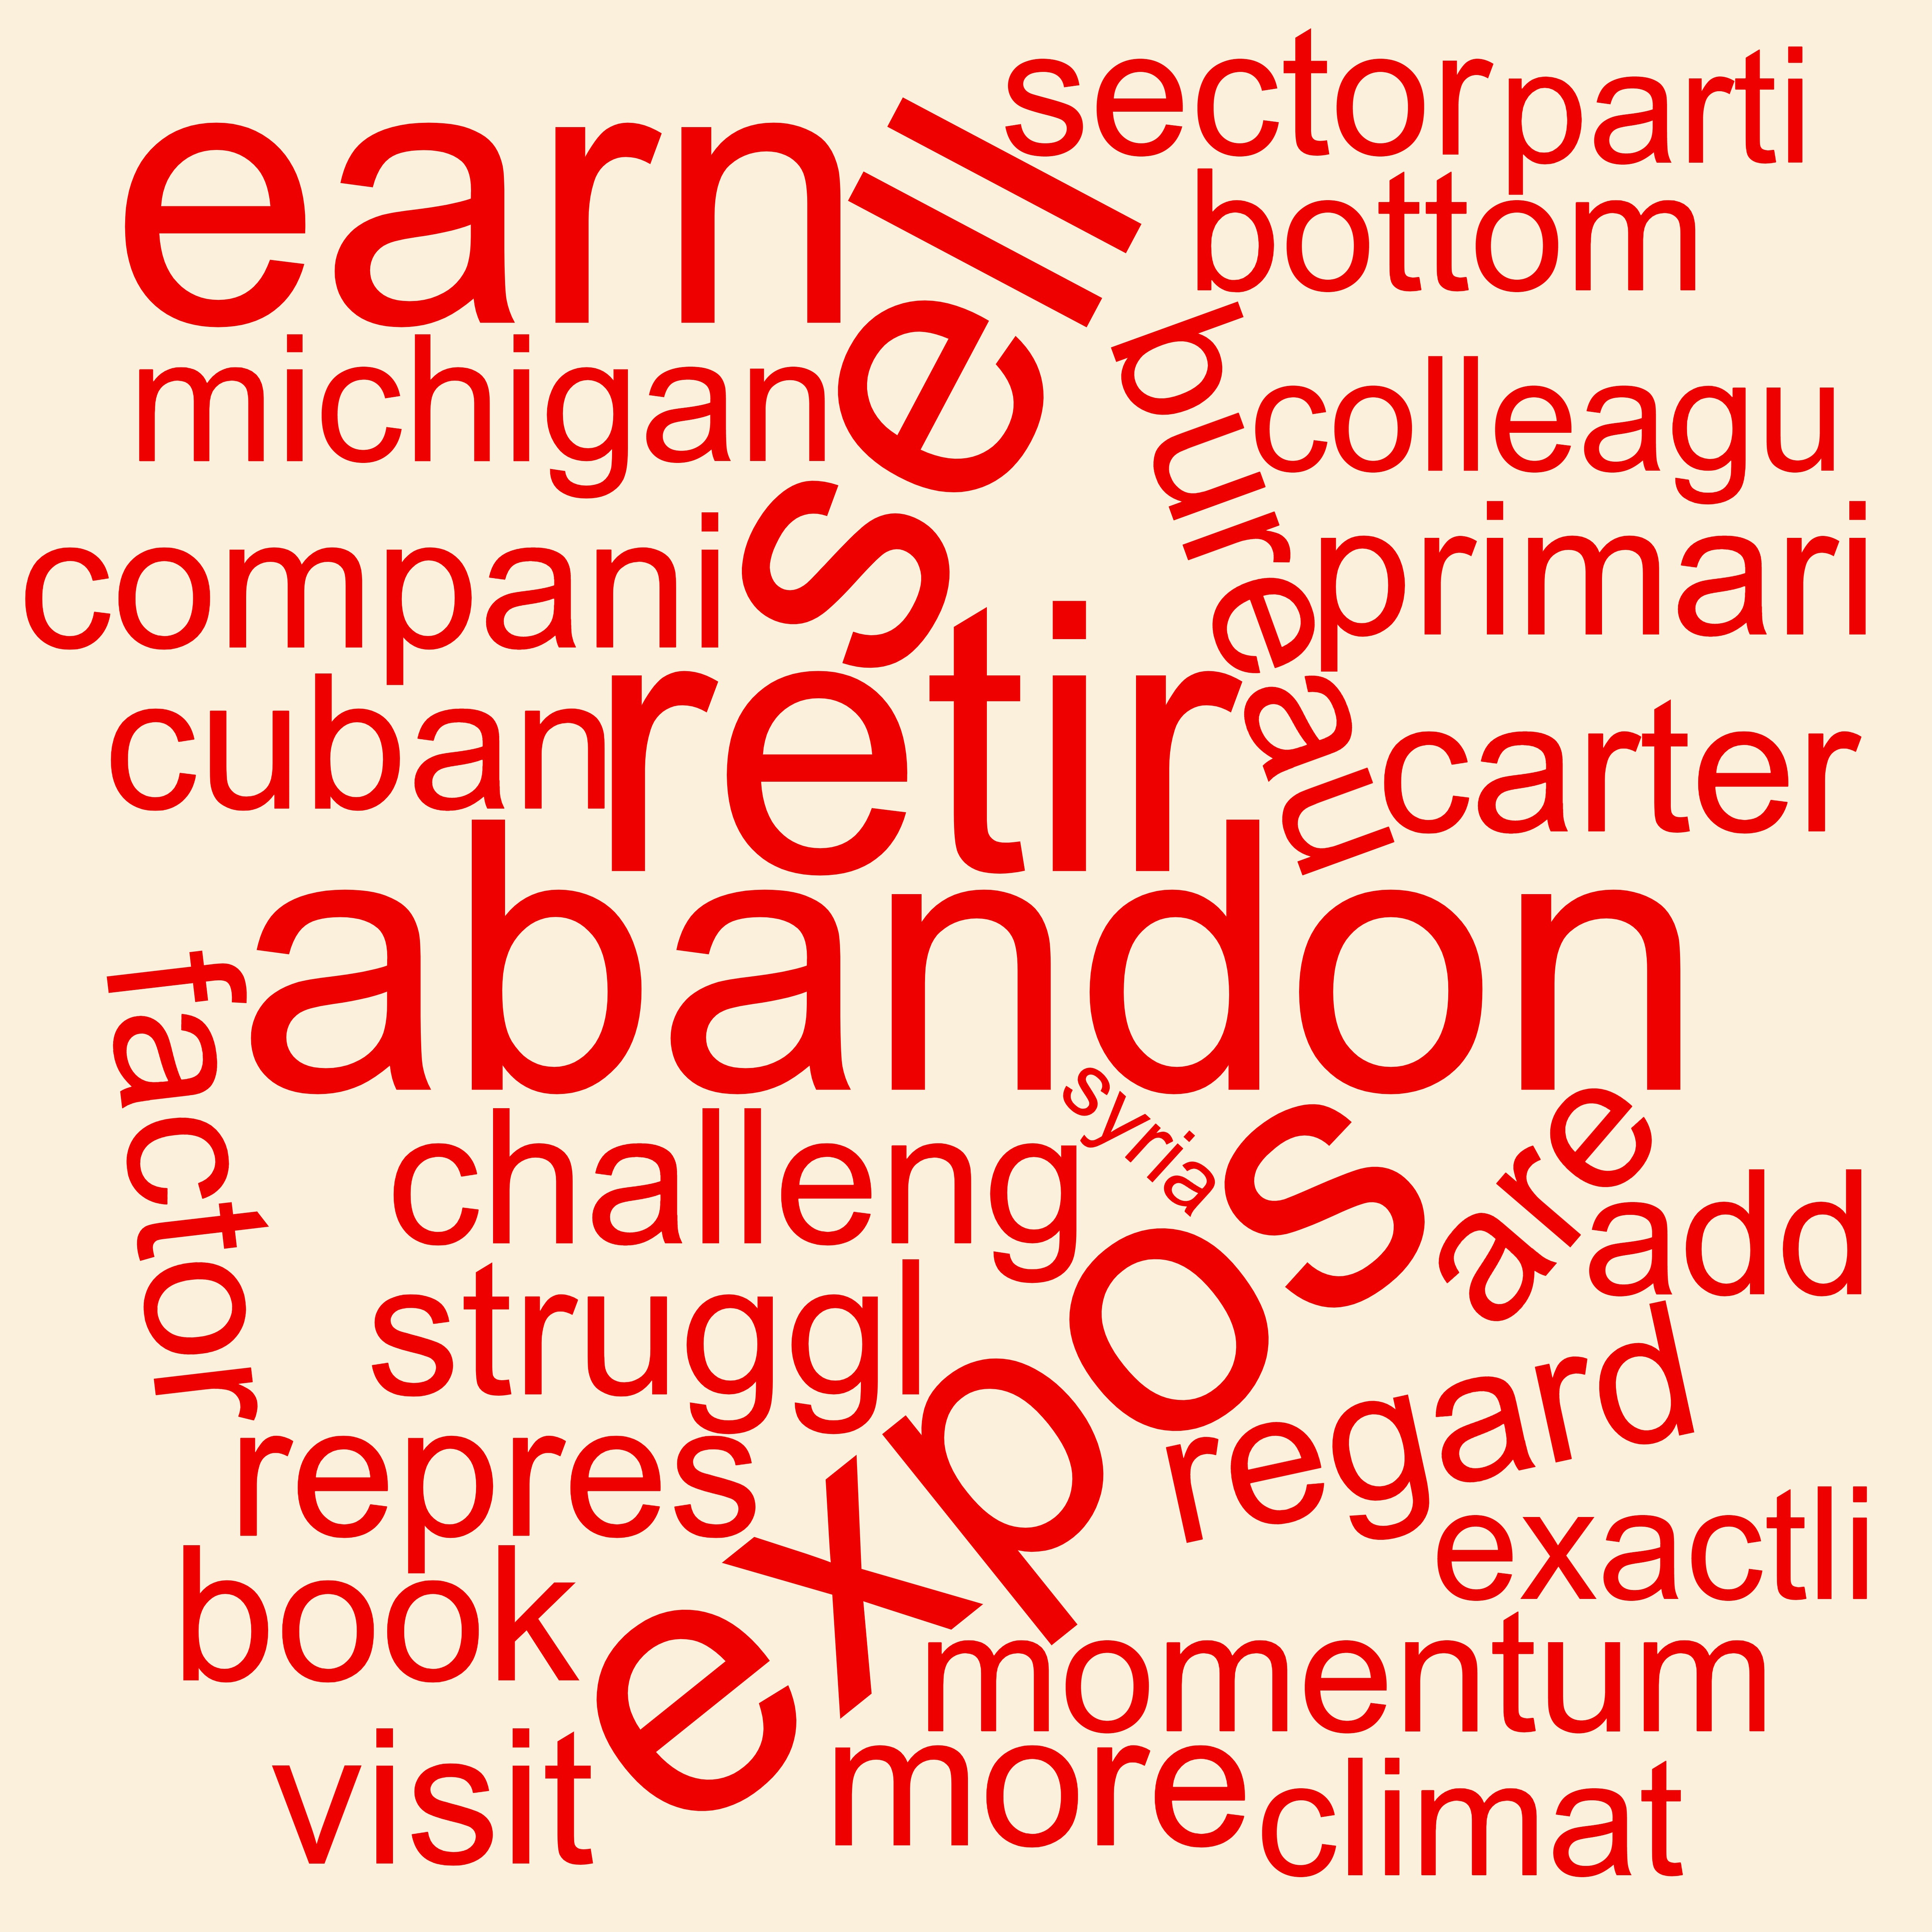 earn
sell
sector
parti
bottom
michigan
bureau
colleagu
compani
primari
cuban
retir
carter
abandon
factor
challeng
syria
expos
are
add
struggl
regard
repres
exactli
book
momentum
visit
more
climat